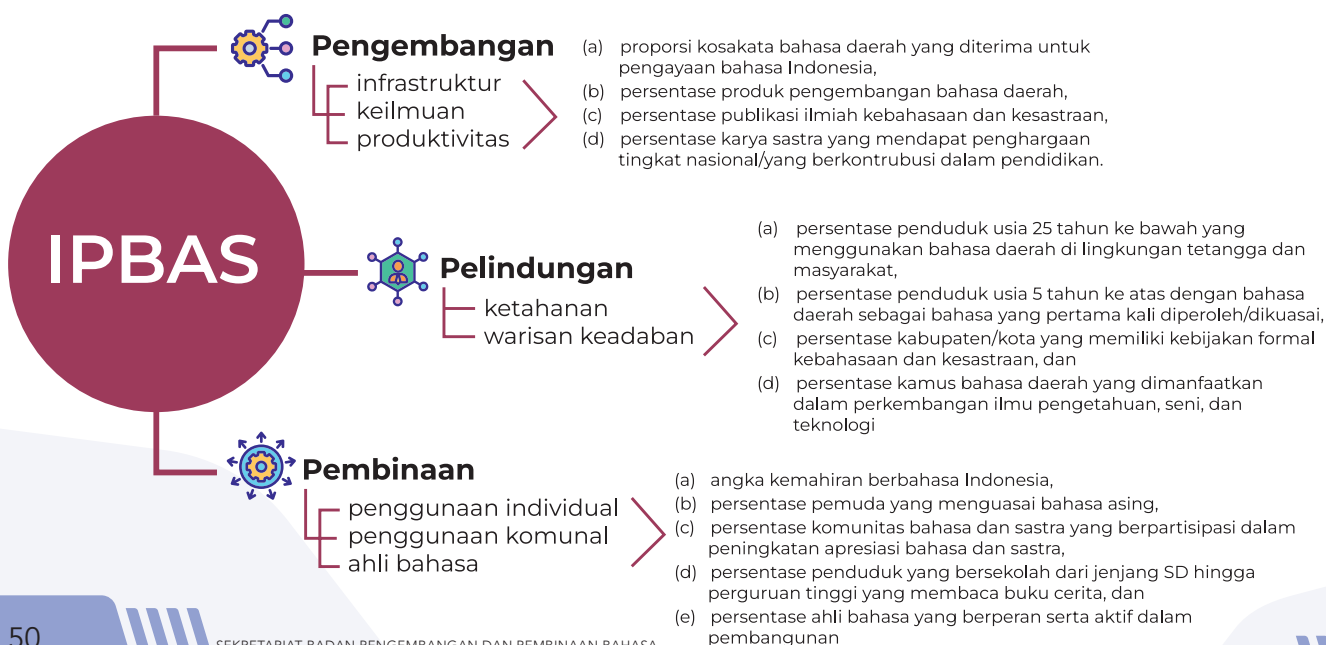 IPBAS
Pengembangan
infrastruktur
keilmuan
produktivitas
(a) proporsi kosakata bahasa daerah yang diterima untuk
pengayaan bahasa Indonesia,
(b) persentase produk pengembangan bahasa daerah,
(c) persentase publikasi ilmiah kebahasaan dan kesastraan,
(d) persentase karya sastra yang mendapat penghargaan
tingkat nasional/yang berkontrubusi dalam pendidikan.
Pelindungan
ketahanan
warisan keadaban
(a) persentase penduduk usia 25 tahun ke bawah yang
menggunakan bahasa daerah di lingkungan tetangga dan
masyarakat,
(b) persentase penduduk usia 5 tahun ke atas dengan bahasa
daerah sebagai bahasa yang pertama kali diperoleh/dikuasai,
(c) persentase kabupaten/kota yang memiliki kebijakan formal
kebahasaan dan kesastraan, dan
(d) persentase kamus bahasa daerah yang dimanfaatkan
dalam perkembangan ilmu pengetahuan, seni, dan
teknologi
Pembinaan
penggunaan individual
penggunaan komunal
ahli bahasa
(a) angka kemahiran berbahasa Indonesia,
(b) persentase pemuda yang menguasai bahasa asing,
(c) persentase komunitas bahasa dan sastra yang berpartisipasi dalam
peningkatan apresiasi bahasa dan sastra,
(d) persentase penduduk yang bersekolah dari jenjang SD hingga
perguruan tinggi yang membaca buku cerita, dan
(e) persentase ahli bahasa yang berperan serta aktif dalam
pembangunan
50
SEKRETARIAT BADAN PENGEMBANGAN DAN PEMBINAAN BAHASA